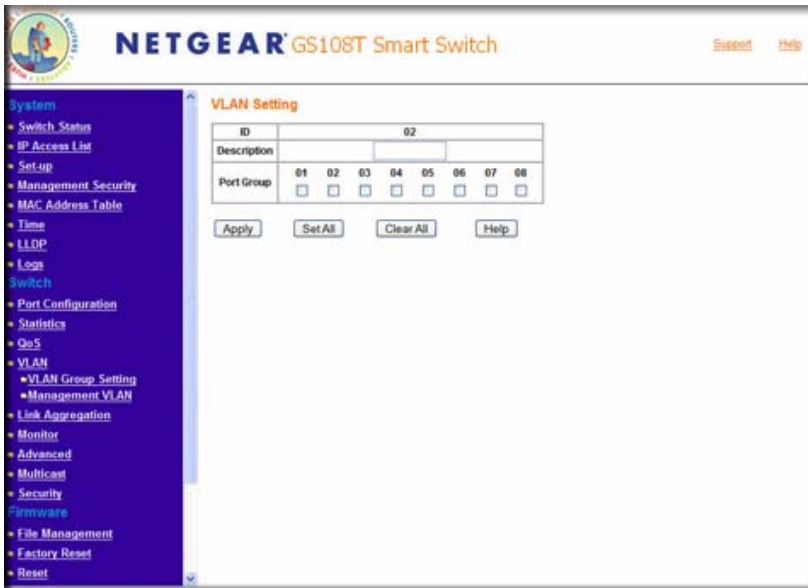 NETGEAR GS108T Smart Switch
Support Help
System
Switch Status
IP Access List
Set-up
Management Security
MAC Address Table
Time
LLDP
Logs
Switch
Port Configuration
Statistics
QoS
VLAN
VLAN Group Setting
Management VLAN
Link Aggregation
Monitor
Advanced
Multicast
Security
Firmware
File Management
Factory Reset
Reset
VLAN Setting
ID 02
Description
Port Group 01 02 03 04 05 06 07 08
Apply Set All Clear All Help